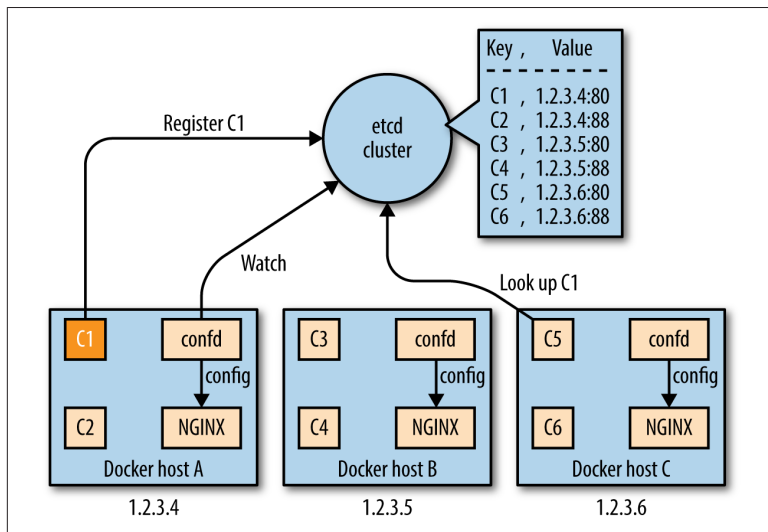 Key , Value
C1 , 1.2.3.4:80
C2 , 1.2.3.4:88
C3 , 1.2.3.5:80
C4 , 1.2.3.5:88
C5 , 1.2.3.6:80
C6 , 1.2.3.6:88
etcd
cluster
Register C1
Watch
Look up C1
C1
confd
config
C2
NGINX
Docker host A
1.2.3.4
C3
confd
config
C4
NGINX
Docker host B
1.2.3.5
C5
confd
config
C6
NGINX
Docker host C
1.2.3.6